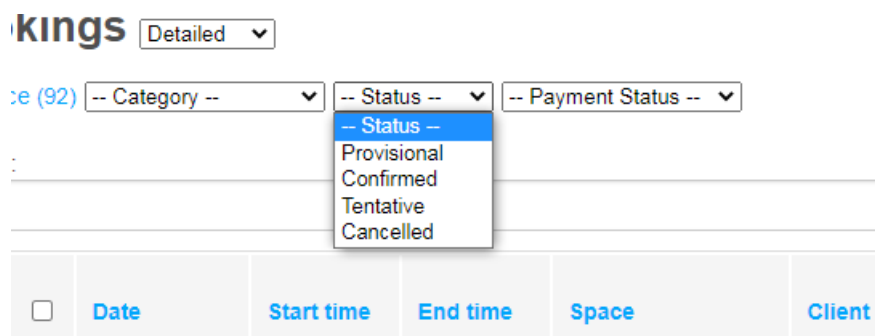 kings Detailed
ce (92) -- Category -- -- Status -- -- Payment Status --
-- Status --
Provisional
:
Confirmed
Tentative
Cancelled
Date Start time End time Space Client